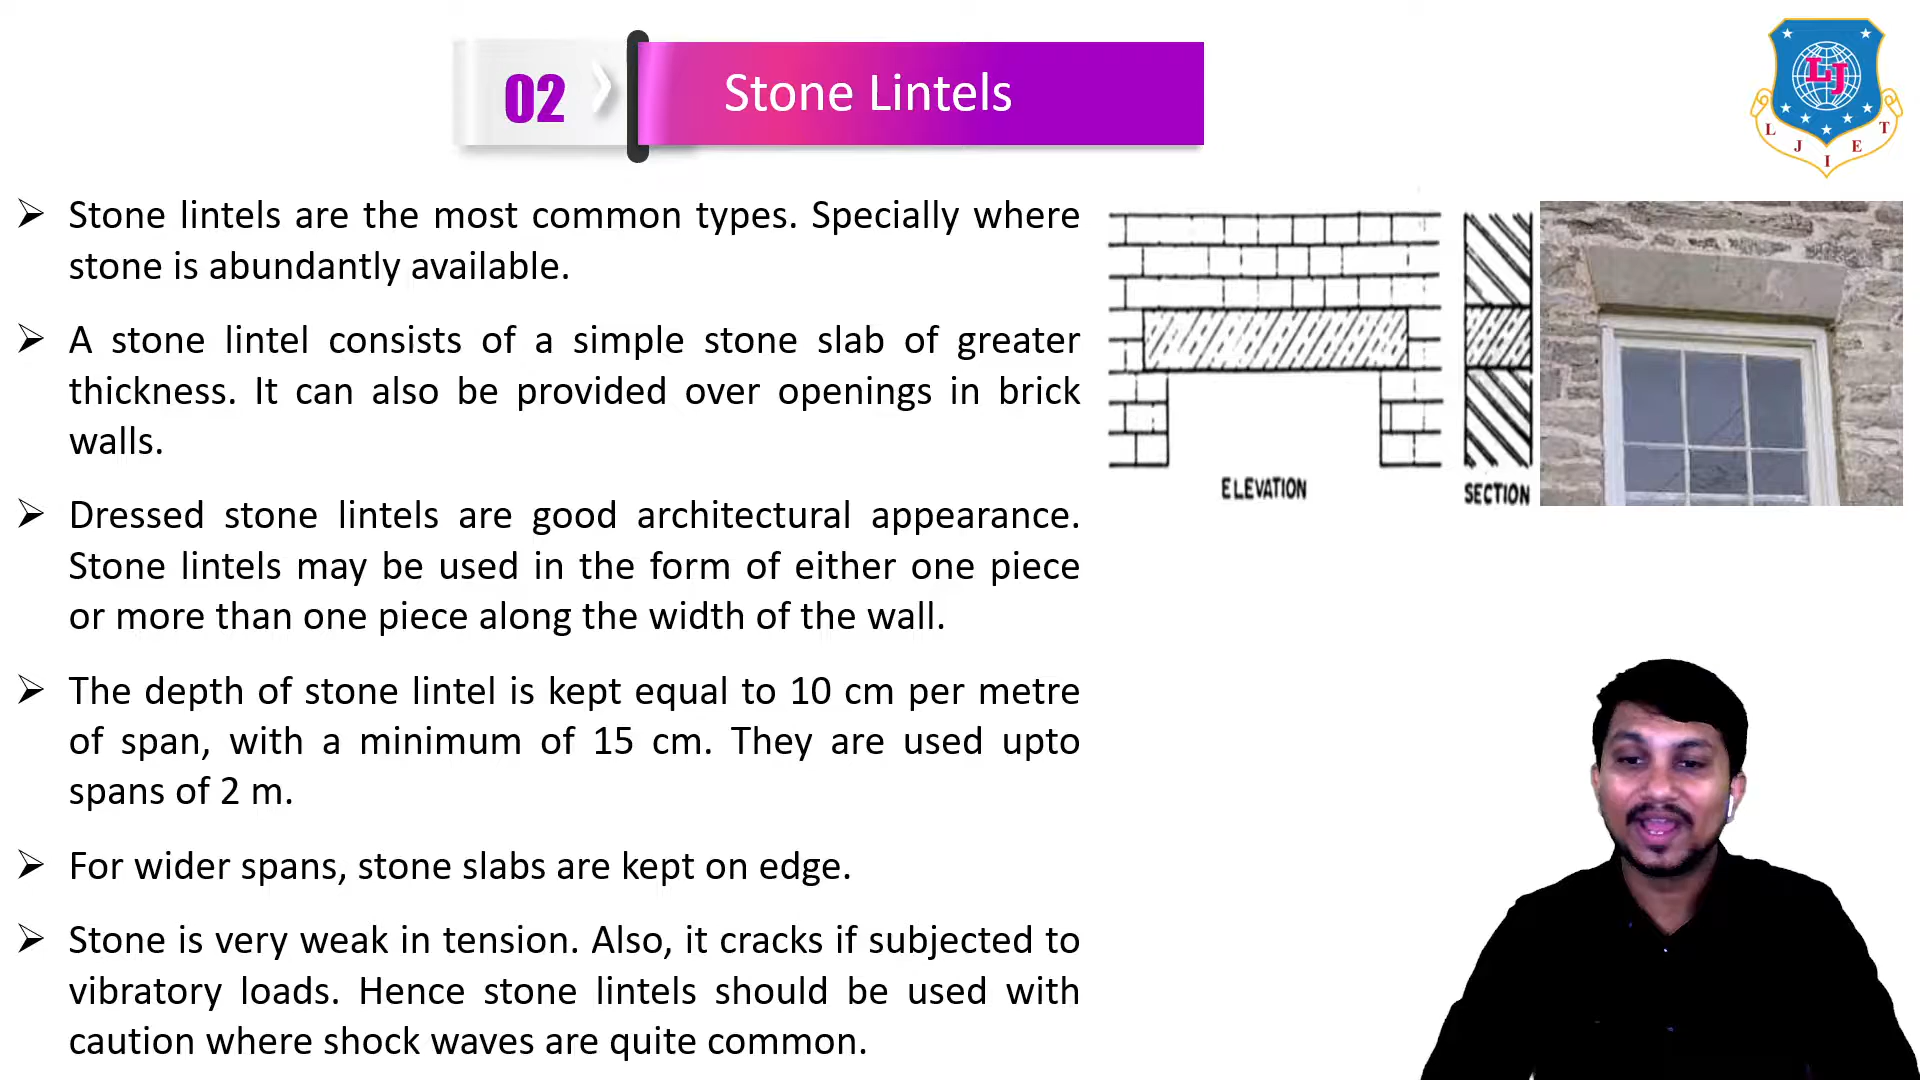 02
Stone Lintels
LJ
L J I E T
Stone lintels are the most common types. Specially where
stone is abundantly available.
A stone lintel consists of a simple stone slab of greater
thickness. It can also be provided over openings in brick
walls.
Dressed stone lintels are good architectural appearance.
Stone lintels may be used in the form of either one piece
or more than one piece along the width of the wall.
The depth of stone lintel is kept equal to 10 cm per metre
of span, with a minimum of 15 cm. They are used upto
spans of 2 m.
For wider spans, stone slabs are kept on edge.
Stone is very weak in tension. Also, it cracks if subjected to
vibratory loads. Hence stone lintels should be used with
caution where shock waves are quite common.
ELEVATION
SECTION